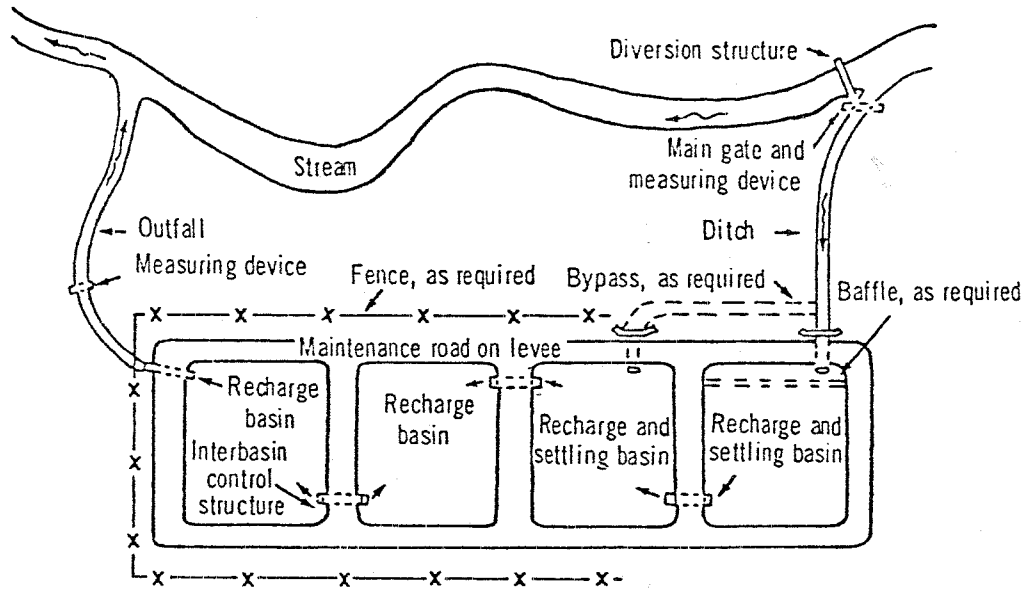 Diversion structure
Main gate and
measuring device
Stream
Ditch
Outfall
Measuring device
Fence, as required
Bypass, as required
Baffle, as required
Maintenance road on levee
Recharge
basin
Recharge
basin
Recharge and
settling basin
Recharge and
settling basin
Interbasin
control
structure